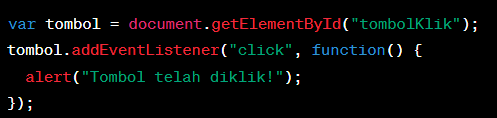 var tombol = document.getElementById("tombolKlik");
tombol.addEventListener("click", function() {
  alert("Tombol telah diklik!");
});